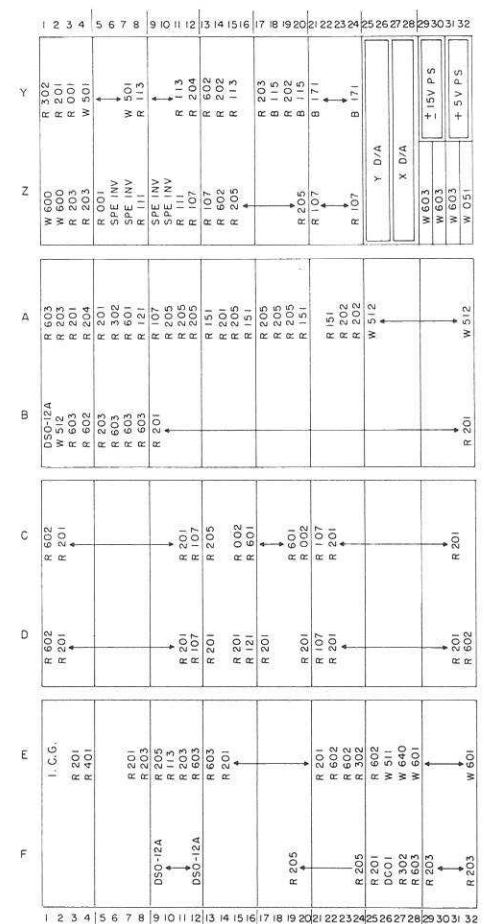 1 2 3 4 5 6 7 8 9 10 11 12 13 14 15 16 17 18 19 20 21 22 23 24 25 26 27 28 29 30 31 32
Y
R 302
R 201
R 001
W 501
W 501
R 113
R 113
R 204
R 602
R 202
R 113
R 203
B 115
R 202
B 115
B 171
B 171
± 15V P S
+ 5V P S
Z
W 600
W 600
R 203
R 203
R 001
SPE INV
SPE INV
R 111
SPE INV
SPE INV
R 111
R 107
R 107
R 602
R 205
R 205
R 107
R 107
Y D/A
X D/A
W 603
W 603
W 603
W 051
A
R 603
R 203
R 201
R 204
R 201
R 302
R 601
R 121
R 107
R 205
R 205
R 205
R 151
R 201
R 205
R 151
R 205
R 205
R 205
R 151
R 151
R 202
R 202
W 512
W 512
B
DSO-12A
W 512
R 603
R 602
R 203
R 603
R 603
R 603
R 201
R 201
C
R 602
R 201
R 201
R 107
R 205
R 002
R 601
R 601
R 002
R 107
R 201
R 201
D
R 602
R 201
R 201
R 107
R 201
R 201
R 121
R 201
R 201
R 107
R 201
R 201
R 602
E
I.C.G.
R 201
R 401
R 201
R 203
R 205
R 113
R 203
R 603
R 603
R 201
R 201
R 602
R 602
R 302
R 602
W 511
W 640
W 601
W 601
F
DSO-12A
DSO-12A
R 205
R 205
R 201
DC01
R 302
R 603
R 203
R 203
1 2 3 4 5 6 7 8 9 10 11 12 13 14 15 16 17 18 19 20 21 22 23 24 25 26 27 28 29 30 31 32